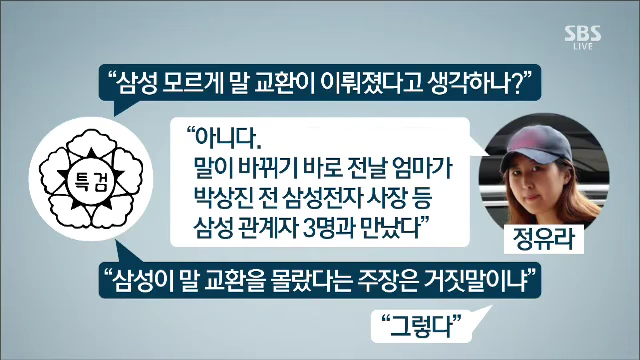 SBS
LIVE
“삼성 모르게 말 교환이 이뤄졌다고 생각하나?”
특검
“아니다.
말이 바뀌기 바로 전날 엄마가
박상진 전 삼성전자 사장 등
삼성 관계자 3명과 만났다”
정유라
“삼성이 말 교환을 몰랐다는 주장은 거짓말이냐”
“그렇다”